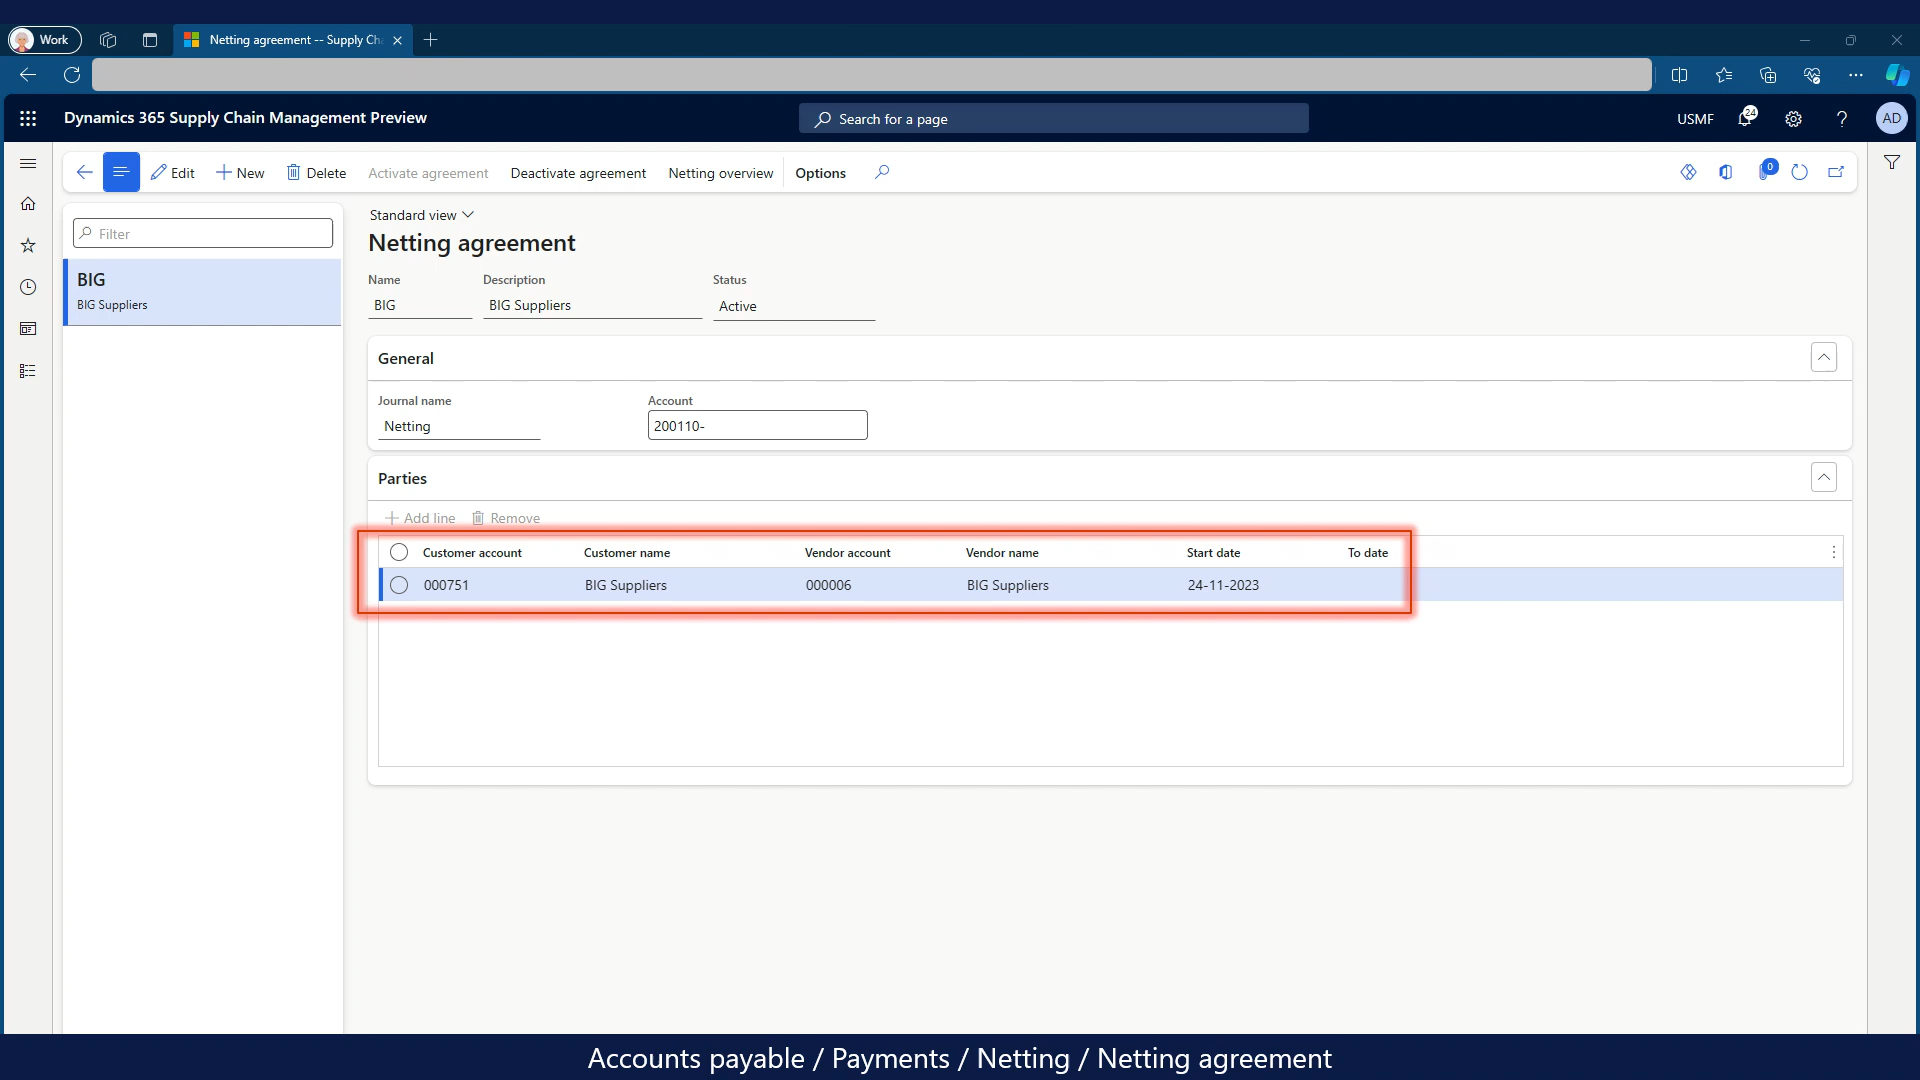 Work
Netting agreement -- Supply Ch
Dynamics 365 Supply Chain Management Preview
Search for a page
USMF
24
AD
Edit
New
Delete
Activate agreement
Deactivate agreement
Netting overview
Options
0
Filter
BIG
BIG Suppliers
Standard view
Netting agreement
Name
Description
Status
BIG
BIG Suppliers
Active
General
Journal name
Account
Netting
200110-
Parties
Add line
Remove
Customer account
Customer name
Vendor account
Vendor name
Start date
To date
000751
BIG Suppliers
000006
BIG Suppliers
24-11-2023
Accounts payable / Payments / Netting / Netting agreement